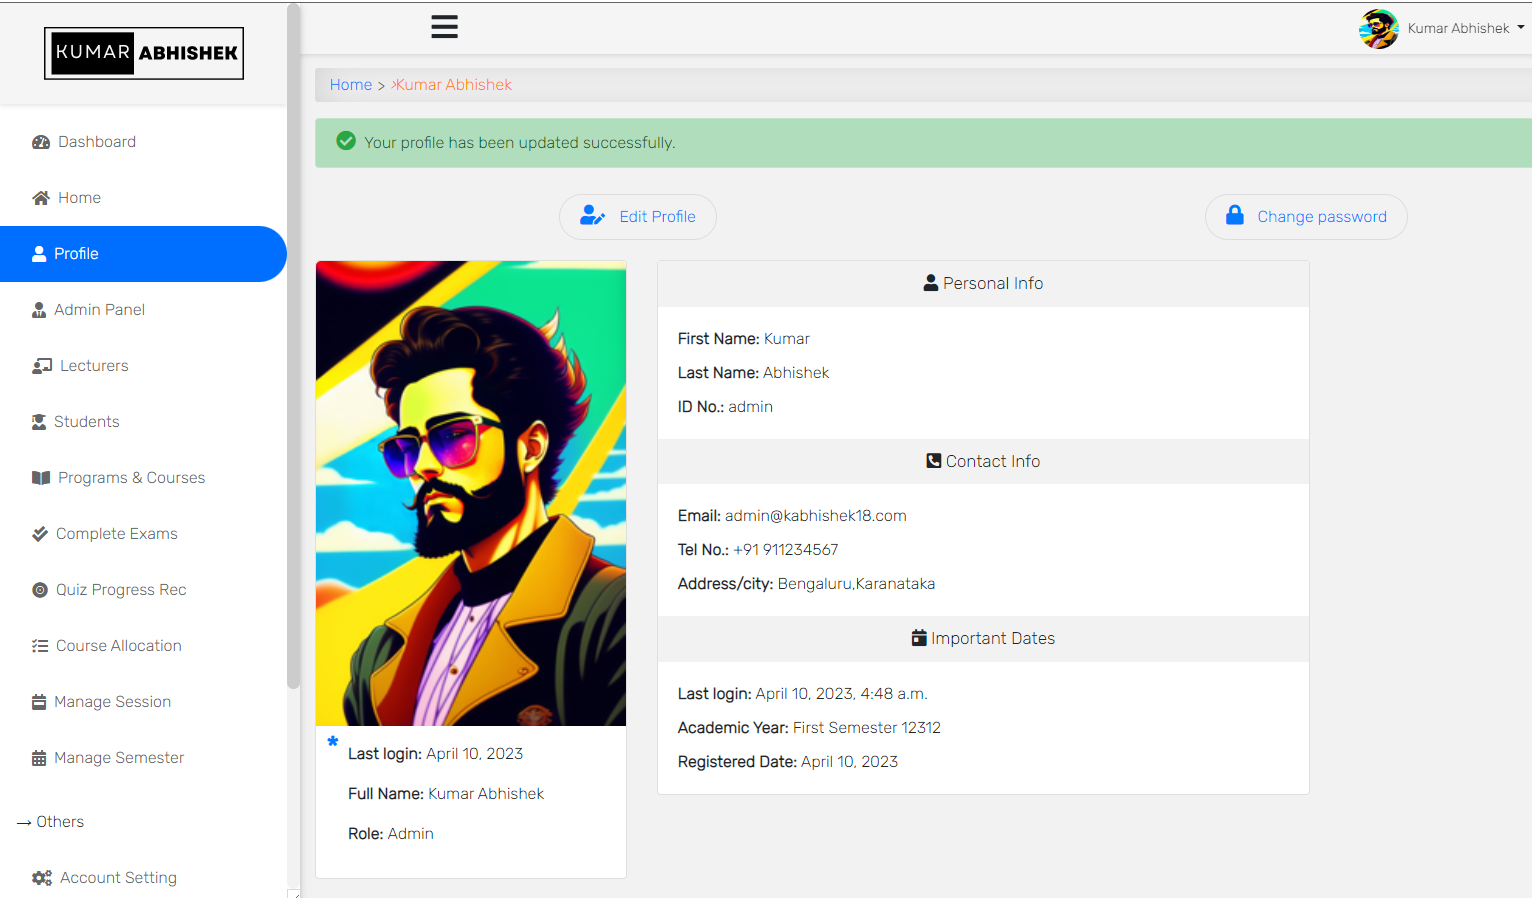 KUMAR ABHISHEK
Kumar Abhishek
Home > >Kumar Abhishek
Your profile has been updated successfully.
Dashboard
Home
Profile
Admin Panel
Lecturers
Students
Programs & Courses
Complete Exams
Quiz Progress Rec
Course Allocation
Manage Session
Manage Semester
→ Others
Account Setting
Edit Profile
Change password
* Last login: April 10, 2023
Full Name: Kumar Abhishek
Role: Admin
Personal Info
First Name: Kumar
Last Name: Abhishek
ID No.: admin
Contact Info
Email: admin@kabhishek18.com
Tel No.: +91 911234567
Address/city: Bengaluru,Karanataka
Important Dates
Last login: April 10, 2023, 4:48 a.m.
Academic Year: First Semester 12312
Registered Date: April 10, 2023